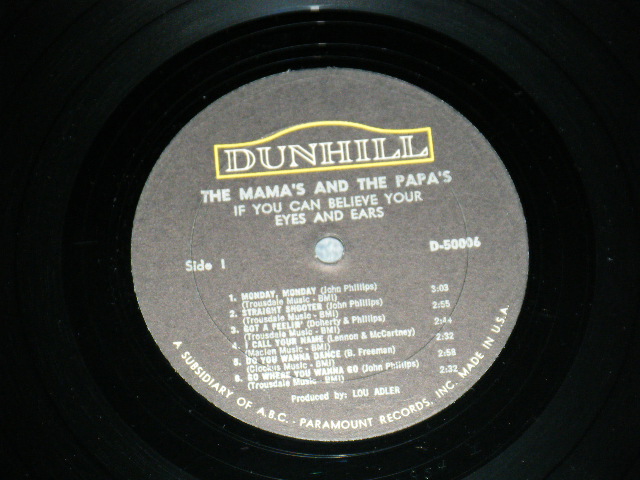 DUNHILL
THE MAMA'S AND THE PAPA'S
IF YOU CAN BELIEVE YOUR
EYES AND EARS
Side 1
D-50006
1. MONDAY, MONDAY (John Phillips) 3:03
(Trousdale Music - BMI)
2. STRAIGHT SHOOTER (John Phillips) 2:55
(Trousdale Music - BMI)
3. GOT A FEELIN' (Doherty & Phillips) 2:44
(Trousdale Music - BMI)
4. I CALL YOUR NAME (Lennon & McCartney) 2:32
(Maclen Music - BMI)
5. DO YOU WANNA DANCE (B. Freeman) 2:58
(Clockus Music - BMI)
6. GO WHERE YOU WANNA GO (John Phillips) 2:32
(Trousdale Music - BMI)
Produced by: LOU ADLER
A SUBSIDIARY OF A.B.C. - PARAMOUNT RECORDS, INC. MADE IN U.S.A.